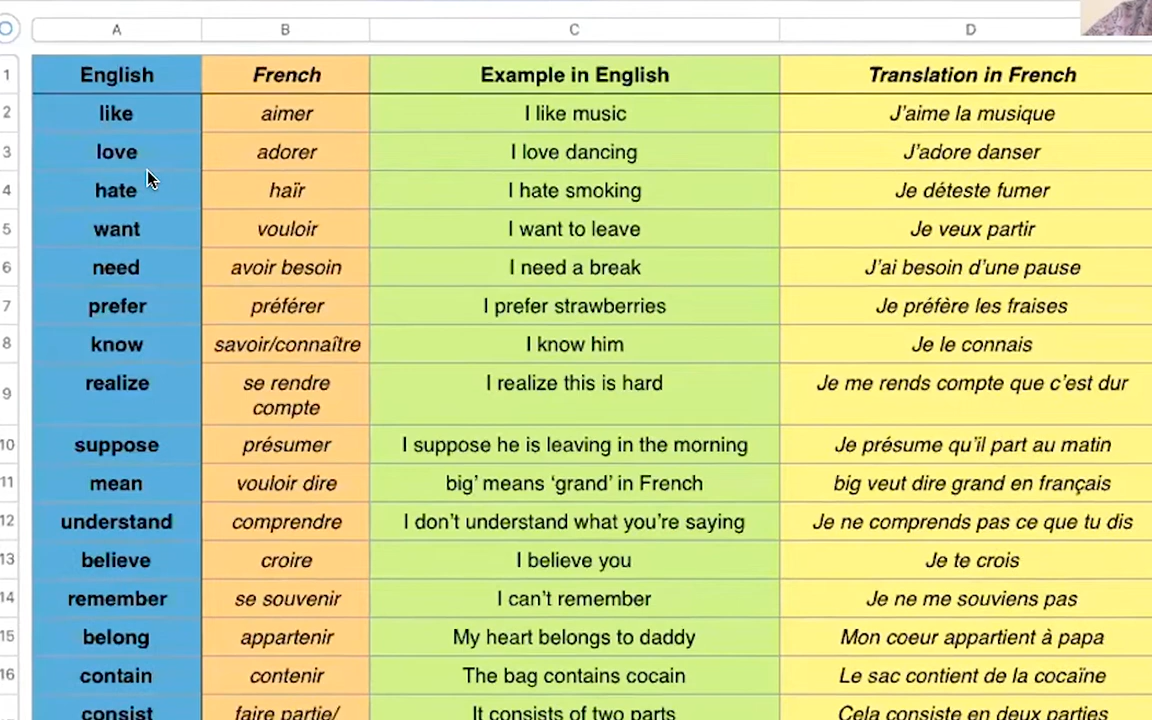 A B C D
1 English French Example in English Translation in French
2 like aimer I like music J'aime la musique
3 love adorer I love dancing J'adore danser
4 hate haïr I hate smoking Je déteste fumer
5 want vouloir I want to leave Je veux partir
6 need avoir besoin I need a break J'ai besoin d'une pause
7 prefer préférer I prefer strawberries Je préfère les fraises
8 know savoir/connaître I know him Je le connais
9 realize se rendre compte I realize this is hard Je me rends compte que c'est dur
10 suppose présumer I suppose he is leaving in the morning Je présume qu'il part au matin
11 mean vouloir dire big’ means ‘grand’ in French big veut dire grand en français
12 understand comprendre I don’t understand what you’re saying Je ne comprends pas ce que tu dis
13 believe croire I believe you Je te crois
14 remember se souvenir I can’t remember Je ne me souviens pas
15 belong appartenir My heart belongs to daddy Mon coeur appartient à papa
16 contain contenir The bag contains cocain Le sac contient de la cocaïne
consist faire partie/ It consists of two parts Cela consiste en deux parties